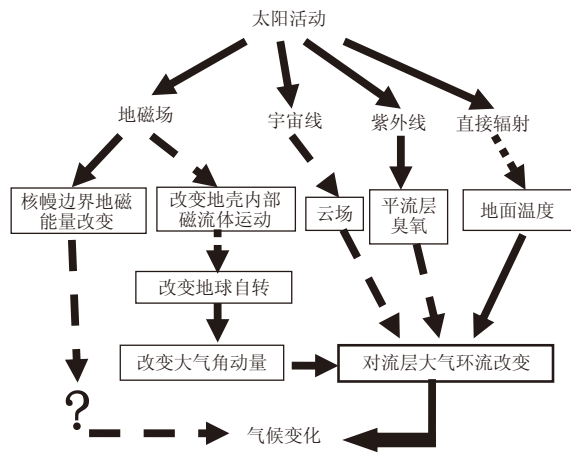 太阳活动
地磁场
宇宙线
紫外线
直接辐射
核幔边界地磁
能量改变
改变地壳内部
磁流体运动
云场
平流层
臭氧
地面温度
改变地球自转
改变大气角动量
对流层大气环流改变
?
气候变化